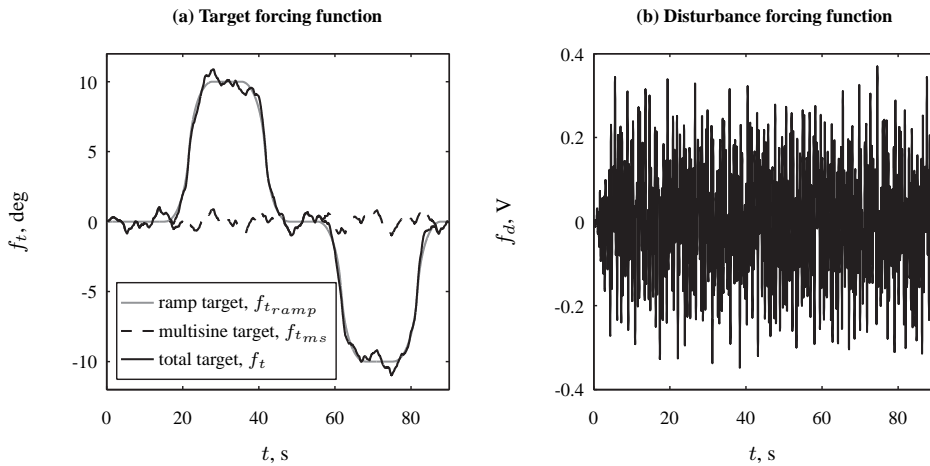 (a) Target forcing function
10
5
0
-5
-10
0
20
40
60
80
f_t, deg
t, s
ramp target, f_{t_{ramp}}
multisine target, f_{t_{ms}}
total target, f_t
(b) Disturbance forcing function
0.4
0.2
0
-0.2
-0.4
0
20
40
60
80
f_d, V
t, s